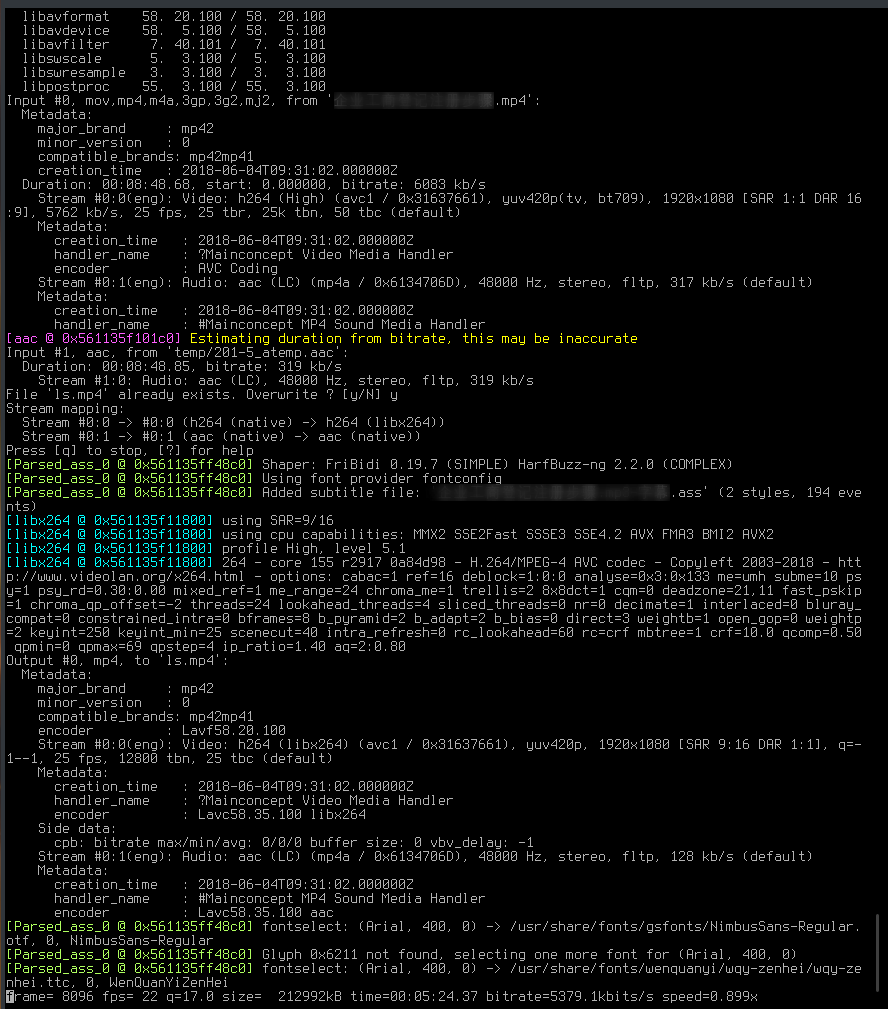 libavformat    58. 20.100 / 58. 20.100
libavdevice    58.  5.100 / 58.  5.100
libavfilter     7. 40.101 /  7. 40.101
libswscale      5.  3.100 /  5.  3.100
libswresample   3.  3.100 /  3.  3.100
libpostproc    55.  3.100 / 55.  3.100
Input #0, mov,mp4,m4a,3gp,3g2,mj2, from '.mp4':
Metadata:
major_brand     : mp42
minor_version   : 0
compatible_brands: mp42mp41
creation_time   : 2018-06-04T09:31:02.000000Z
Duration: 00:08:48.68, start: 0.000000, bitrate: 6083 kb/s
Stream #0:0(eng): Video: h264 (High) (avc1 / 0x31637661), yuv420p(tv, bt709), 1920x1080 [SAR 1:1 DAR 16
:9], 5762 kb/s, 25 fps, 25 tbr, 25k tbn, 50 tbc (default)
Metadata:
creation_time   : 2018-06-04T09:31:02.000000Z
handler_name    : ?Mainconcept Video Media Handler
encoder         : AVC Coding
Stream #0:1(eng): Audio: aac (LC) (mp4a / 0x6134706D), 48000 Hz, stereo, fltp, 317 kb/s (default)
Metadata:
creation_time   : 2018-06-04T09:31:02.000000Z
handler_name    : #Mainconcept MP4 Sound Media Handler
[aac @ 0x561135f101c0] Estimating duration from bitrate, this may be inaccurate
Input #1, aac, from 'temp/201-5_atemp.aac':
Duration: 00:08:48.85, bitrate: 319 kb/s
Stream #1:0: Audio: aac (LC), 48000 Hz, stereo, fltp, 319 kb/s
File 'ls.mp4' already exists. Overwrite ? [y/N] y
Stream mapping:
Stream #0:0 -> #0:0 (h264 (native) -> h264 (libx264))
Stream #0:1 -> #0:1 (aac (native) -> aac (native))
Press [q] to stop, [?] for help
[Parsed_ass_0 @ 0x561135ff48c0] Shaper: FriBidi 0.19.7 (SIMPLE) HarfBuzz-ng 2.2.0 (COMPLEX)
[Parsed_ass_0 @ 0x561135ff48c0] Using font provider fontconfig
[Parsed_ass_0 @ 0x561135ff48c0] Added subtitle file: .ass' (2 styles, 194 eve
nts)
[libx264 @ 0x561135f11800] using SAR=9/16
[libx264 @ 0x561135f11800] using cpu capabilities: MMX2 SSE2Fast SSSE3 SSE4.2 AVX FMA3 BMI2 AVX2
[libx264 @ 0x561135f11800] profile High, level 5.1
[libx264 @ 0x561135f11800] 264 - core 155 r2917 0a84d98 - H.264/MPEG-4 AVC codec - Copyleft 2003-2018 - htt
p://www.videolan.org/x264.html - options: cabac=1 ref=16 deblock=1:0:0 analyse=0x3:0x133 me=umh subme=10 ps
y=1 psy_rd=0.30:0.00 mixed_ref=1 me_range=24 chroma_me=1 trellis=2 8x8dct=1 cqm=0 deadzone=21,11 fast_pskip
=1 chroma_qp_offset=-2 threads=24 lookahead_threads=4 sliced_threads=0 nr=0 decimate=1 interlaced=0 bluray_
compat=0 constrained_intra=0 bframes=8 b_pyramid=2 b_adapt=2 b_bias=0 direct=3 weightb=1 open_gop=0 weightp
=2 keyint=250 keyint_min=25 scenecut=40 intra_refresh=0 rc_lookahead=60 rc=crf mbtree=1 crf=10.0 qcomp=0.50
qpmin=0 qpmax=69 qpstep=4 ip_ratio=1.40 aq=2:0.80
Output #0, mp4, to 'ls.mp4':
Metadata:
major_brand     : mp42
minor_version   : 0
compatible_brands: mp42mp41
encoder         : Lavf58.20.100
Stream #0:0(eng): Video: h264 (libx264) (avc1 / 0x31637661), yuv420p, 1920x1080 [SAR 9:16 DAR 1:1], q=-
1--1, 25 fps, 12800 tbn, 25 tbc (default)
Metadata:
creation_time   : 2018-06-04T09:31:02.000000Z
handler_name    : ?Mainconcept Video Media Handler
encoder         : Lavc58.35.100 libx264
Side data:
cpb: bitrate max/min/avg: 0/0/0 buffer size: 0 vbv_delay: -1
Stream #0:1(eng): Audio: aac (LC) (mp4a / 0x6134706D), 48000 Hz, stereo, fltp, 128 kb/s (default)
Metadata:
creation_time   : 2018-06-04T09:31:02.000000Z
handler_name    : #Mainconcept MP4 Sound Media Handler
encoder         : Lavc58.35.100 aac
[Parsed_ass_0 @ 0x561135ff48c0] fontselect: (Arial, 400, 0) -> /usr/share/fonts/gsfonts/NimbusSans-Regular.
otf, 0, NimbusSans-Regular
[Parsed_ass_0 @ 0x561135ff48c0] Glyph 0x6211 not found, selecting one more font for (Arial, 400, 0)
[Parsed_ass_0 @ 0x561135ff48c0] fontselect: (Arial, 400, 0) -> /usr/share/fonts/wenquanyi/wqy-zenhei/wqy-ze
nhei.ttc, 0, WenQuanYiZenHei
frame= 8096 fps= 22 q=17.0 size=  212992kB time=00:05:24.37 bitrate=5379.1kbits/s speed=0.899x